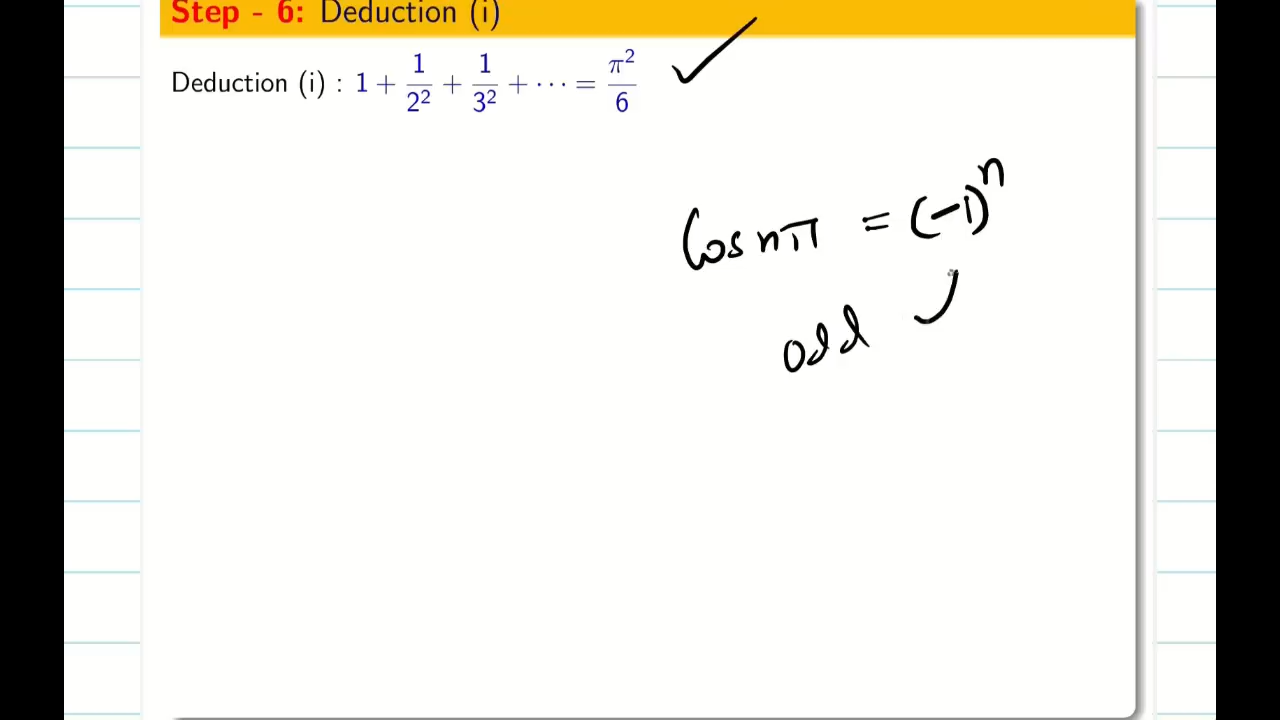 Step - 6: Deduction (i)
Deduction (i) : 1 + 1/2² + 1/3² + ⋯ = π²/6
Cos nπ = (-1)ⁿ
odd